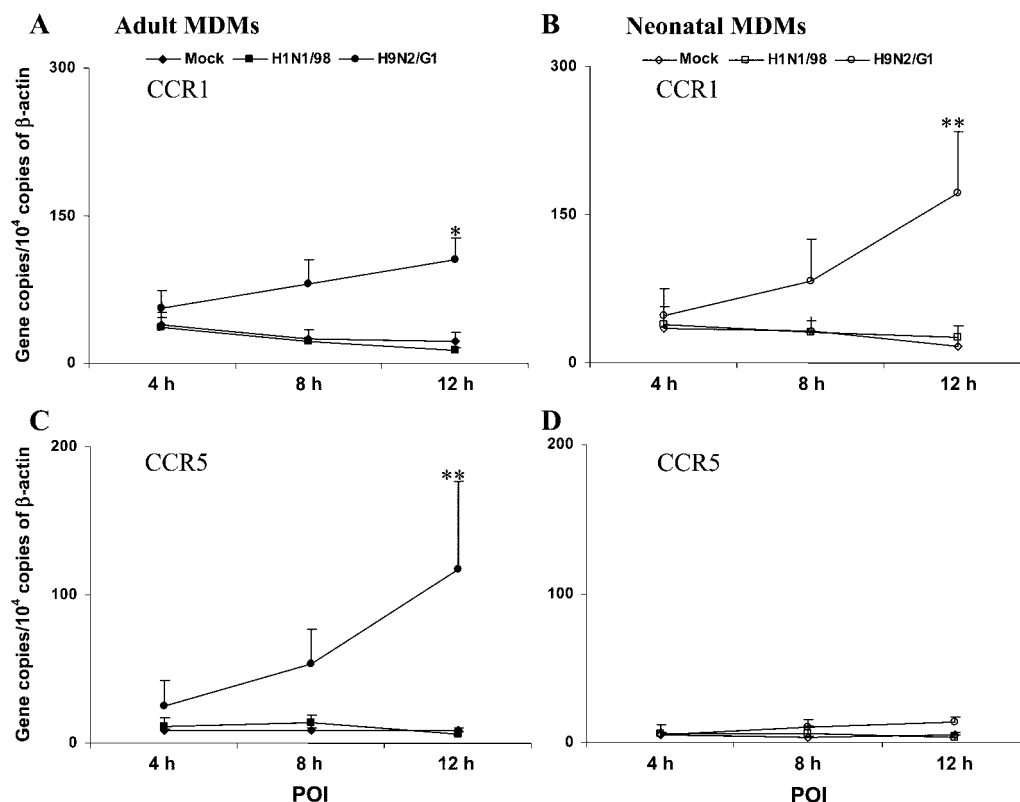 A Adult MDMs
Mock H1N1/98 H9N2/G1
300
CCR1
150
*
0
4 h 8 h 12 h
Gene copies/10⁴ copies of β-actin
B Neonatal MDMs
Mock H1N1/98 H9N2/G1
300
CCR1
**
150
0
4 h 8 h 12 h
C
200
CCR5
**
100
0
4 h 8 h 12 h
POI
Gene copies/10⁴ copies of β-actin
D
200
CCR5
100
0
4 h 8 h 12 h
POI